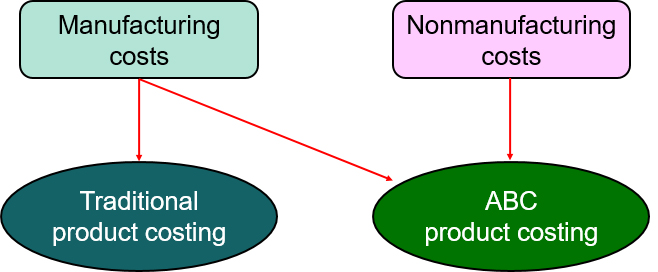 Manufacturing
costs
Nonmanufacturing
costs
Traditional
product costing
ABC
product costing